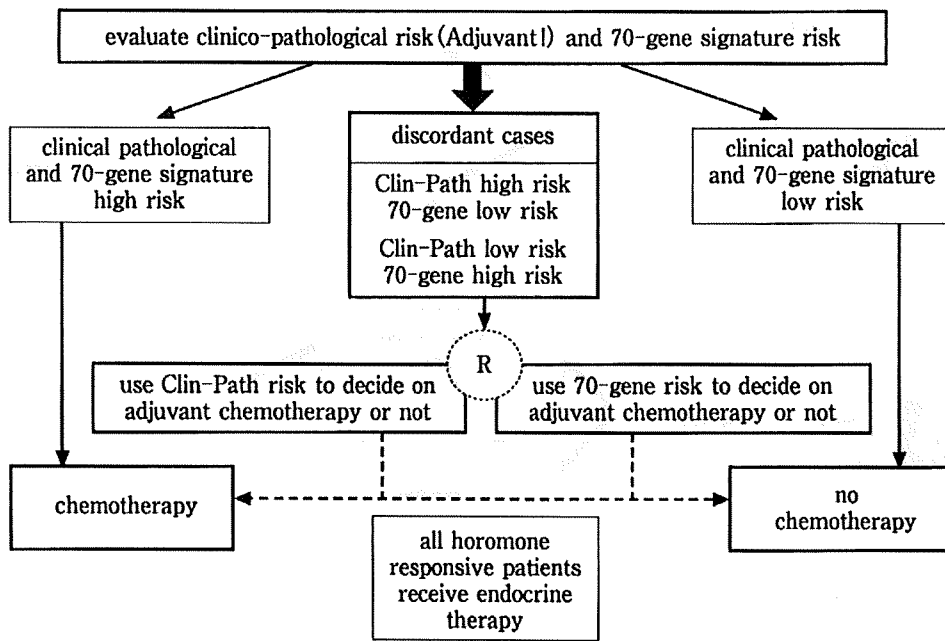 evaluate clinico-pathological risk (Adjuvant!) and 70-gene signature risk
clinical pathological
and 70-gene signature
high risk
discordant cases
Clin-Path high risk
70-gene low risk
Clin-Path low risk
70-gene high risk
clinical pathological
and 70-gene signature
low risk
R
use Clin-Path risk to decide on
adjuvant chemotherapy or not
use 70-gene risk to decide on
adjuvant chemotherapy or not
chemotherapy
no
chemotherapy
all horomone
responsive patients
receive endocrine
therapy